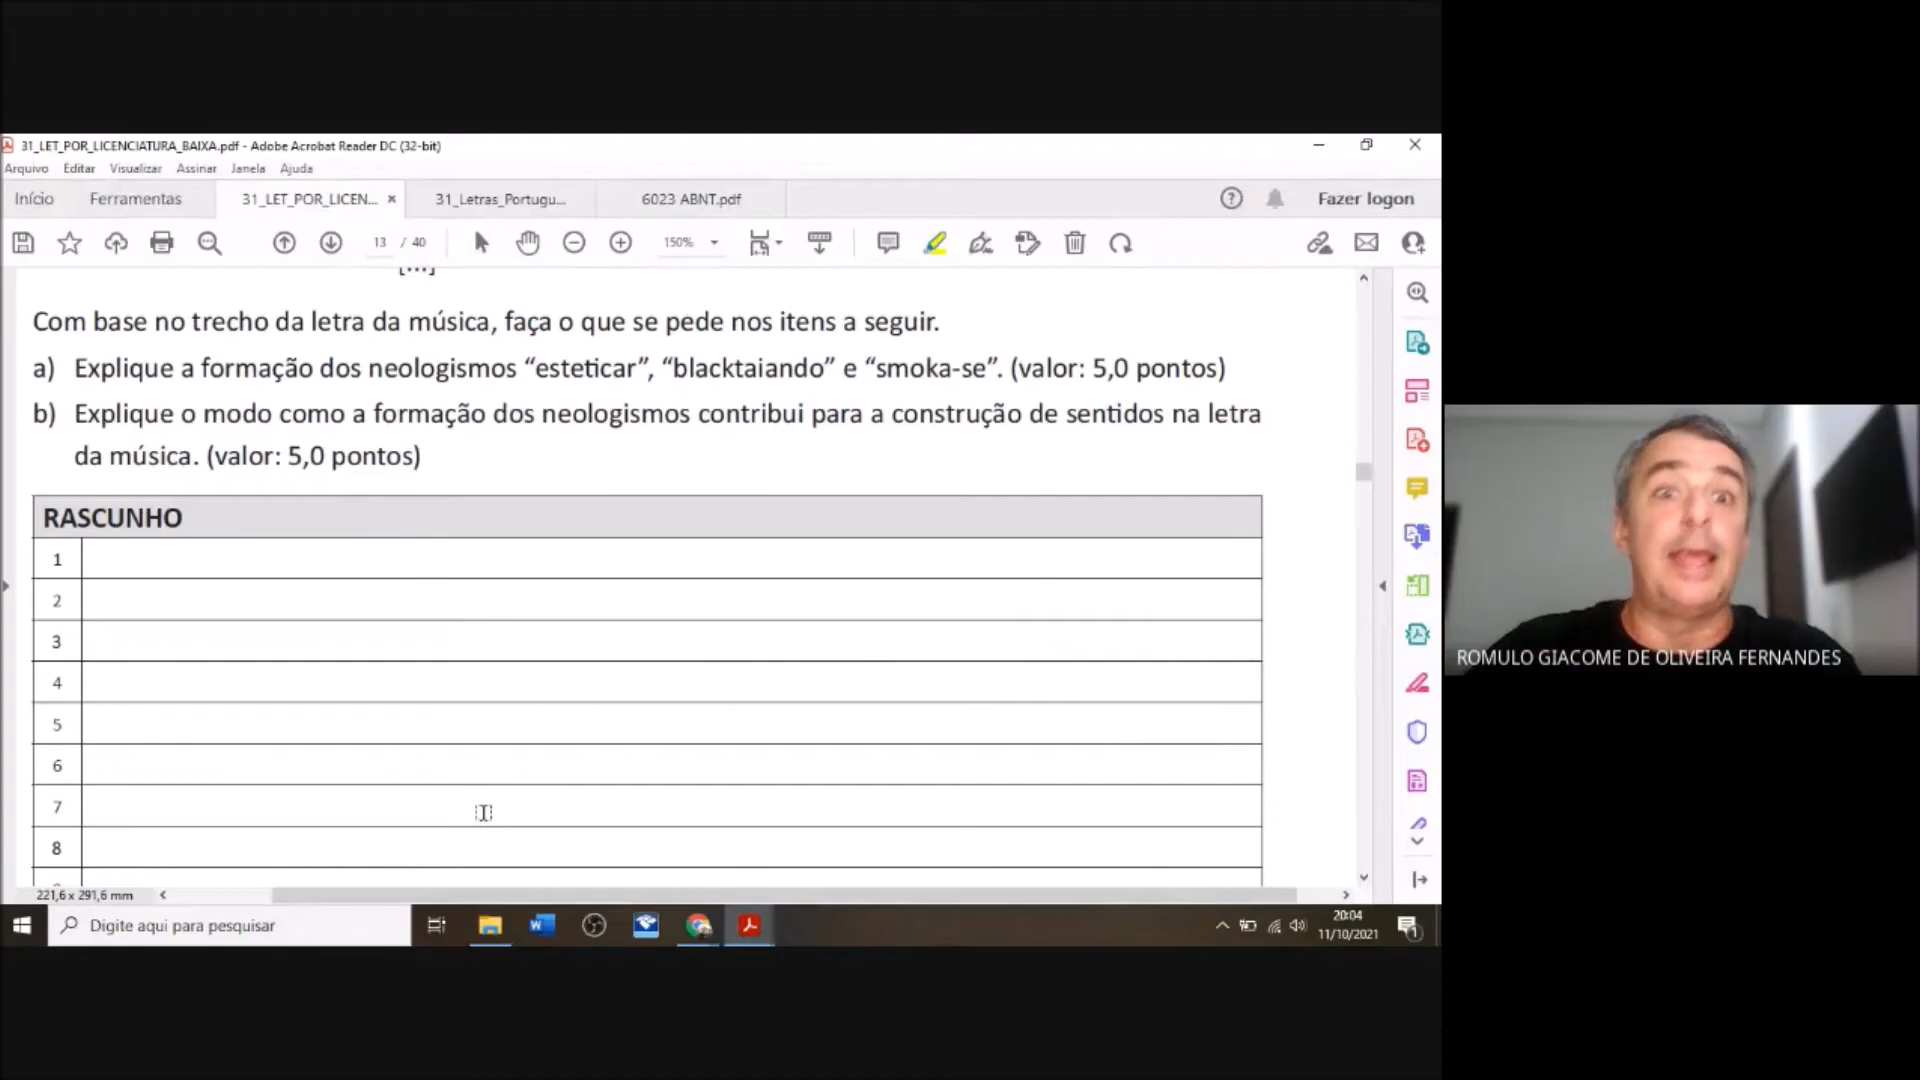 31_LET_POR_LICENCIATURA_BAIXA.pdf - Adobe Acrobat Reader DC (32-bit)
Arquivo Editar Visualizar Assinar Janela Ajuda
Início Ferramentas 31_LET_POR_LICEN... × 31_Letras_Portugu... 6023 ABNT.pdf Fazer logon
13 / 40 150%
[...]
Com base no trecho da letra da música, faça o que se pede nos itens a seguir.
a) Explique a formação dos neologismos “esteticar”, “blacktaiando” e “smoka-se”. (valor: 5,0 pontos)
b) Explique o modo como a formação dos neologismos contribui para a construção de sentidos na letra
da música. (valor: 5,0 pontos)
RASCUNHO
1
2
3
4
5
6
7
8
221,6 x 291,6 mm
Digite aqui para pesquisar
20:04
11/10/2021
1
ROMULO GIACOME DE OLIVEIRA FERNANDES